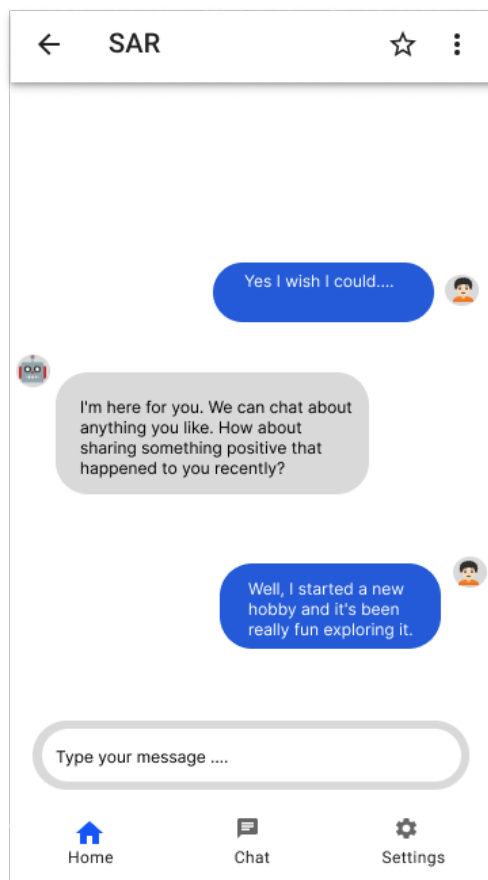 SAR
Yes I wish I could....
I'm here for you. We can chat about
anything you like. How about
sharing something positive that
happened to you recently?
Well, I started a new
hobby and it's been
really fun exploring it.
Type your message ....
Home
Chat
Settings